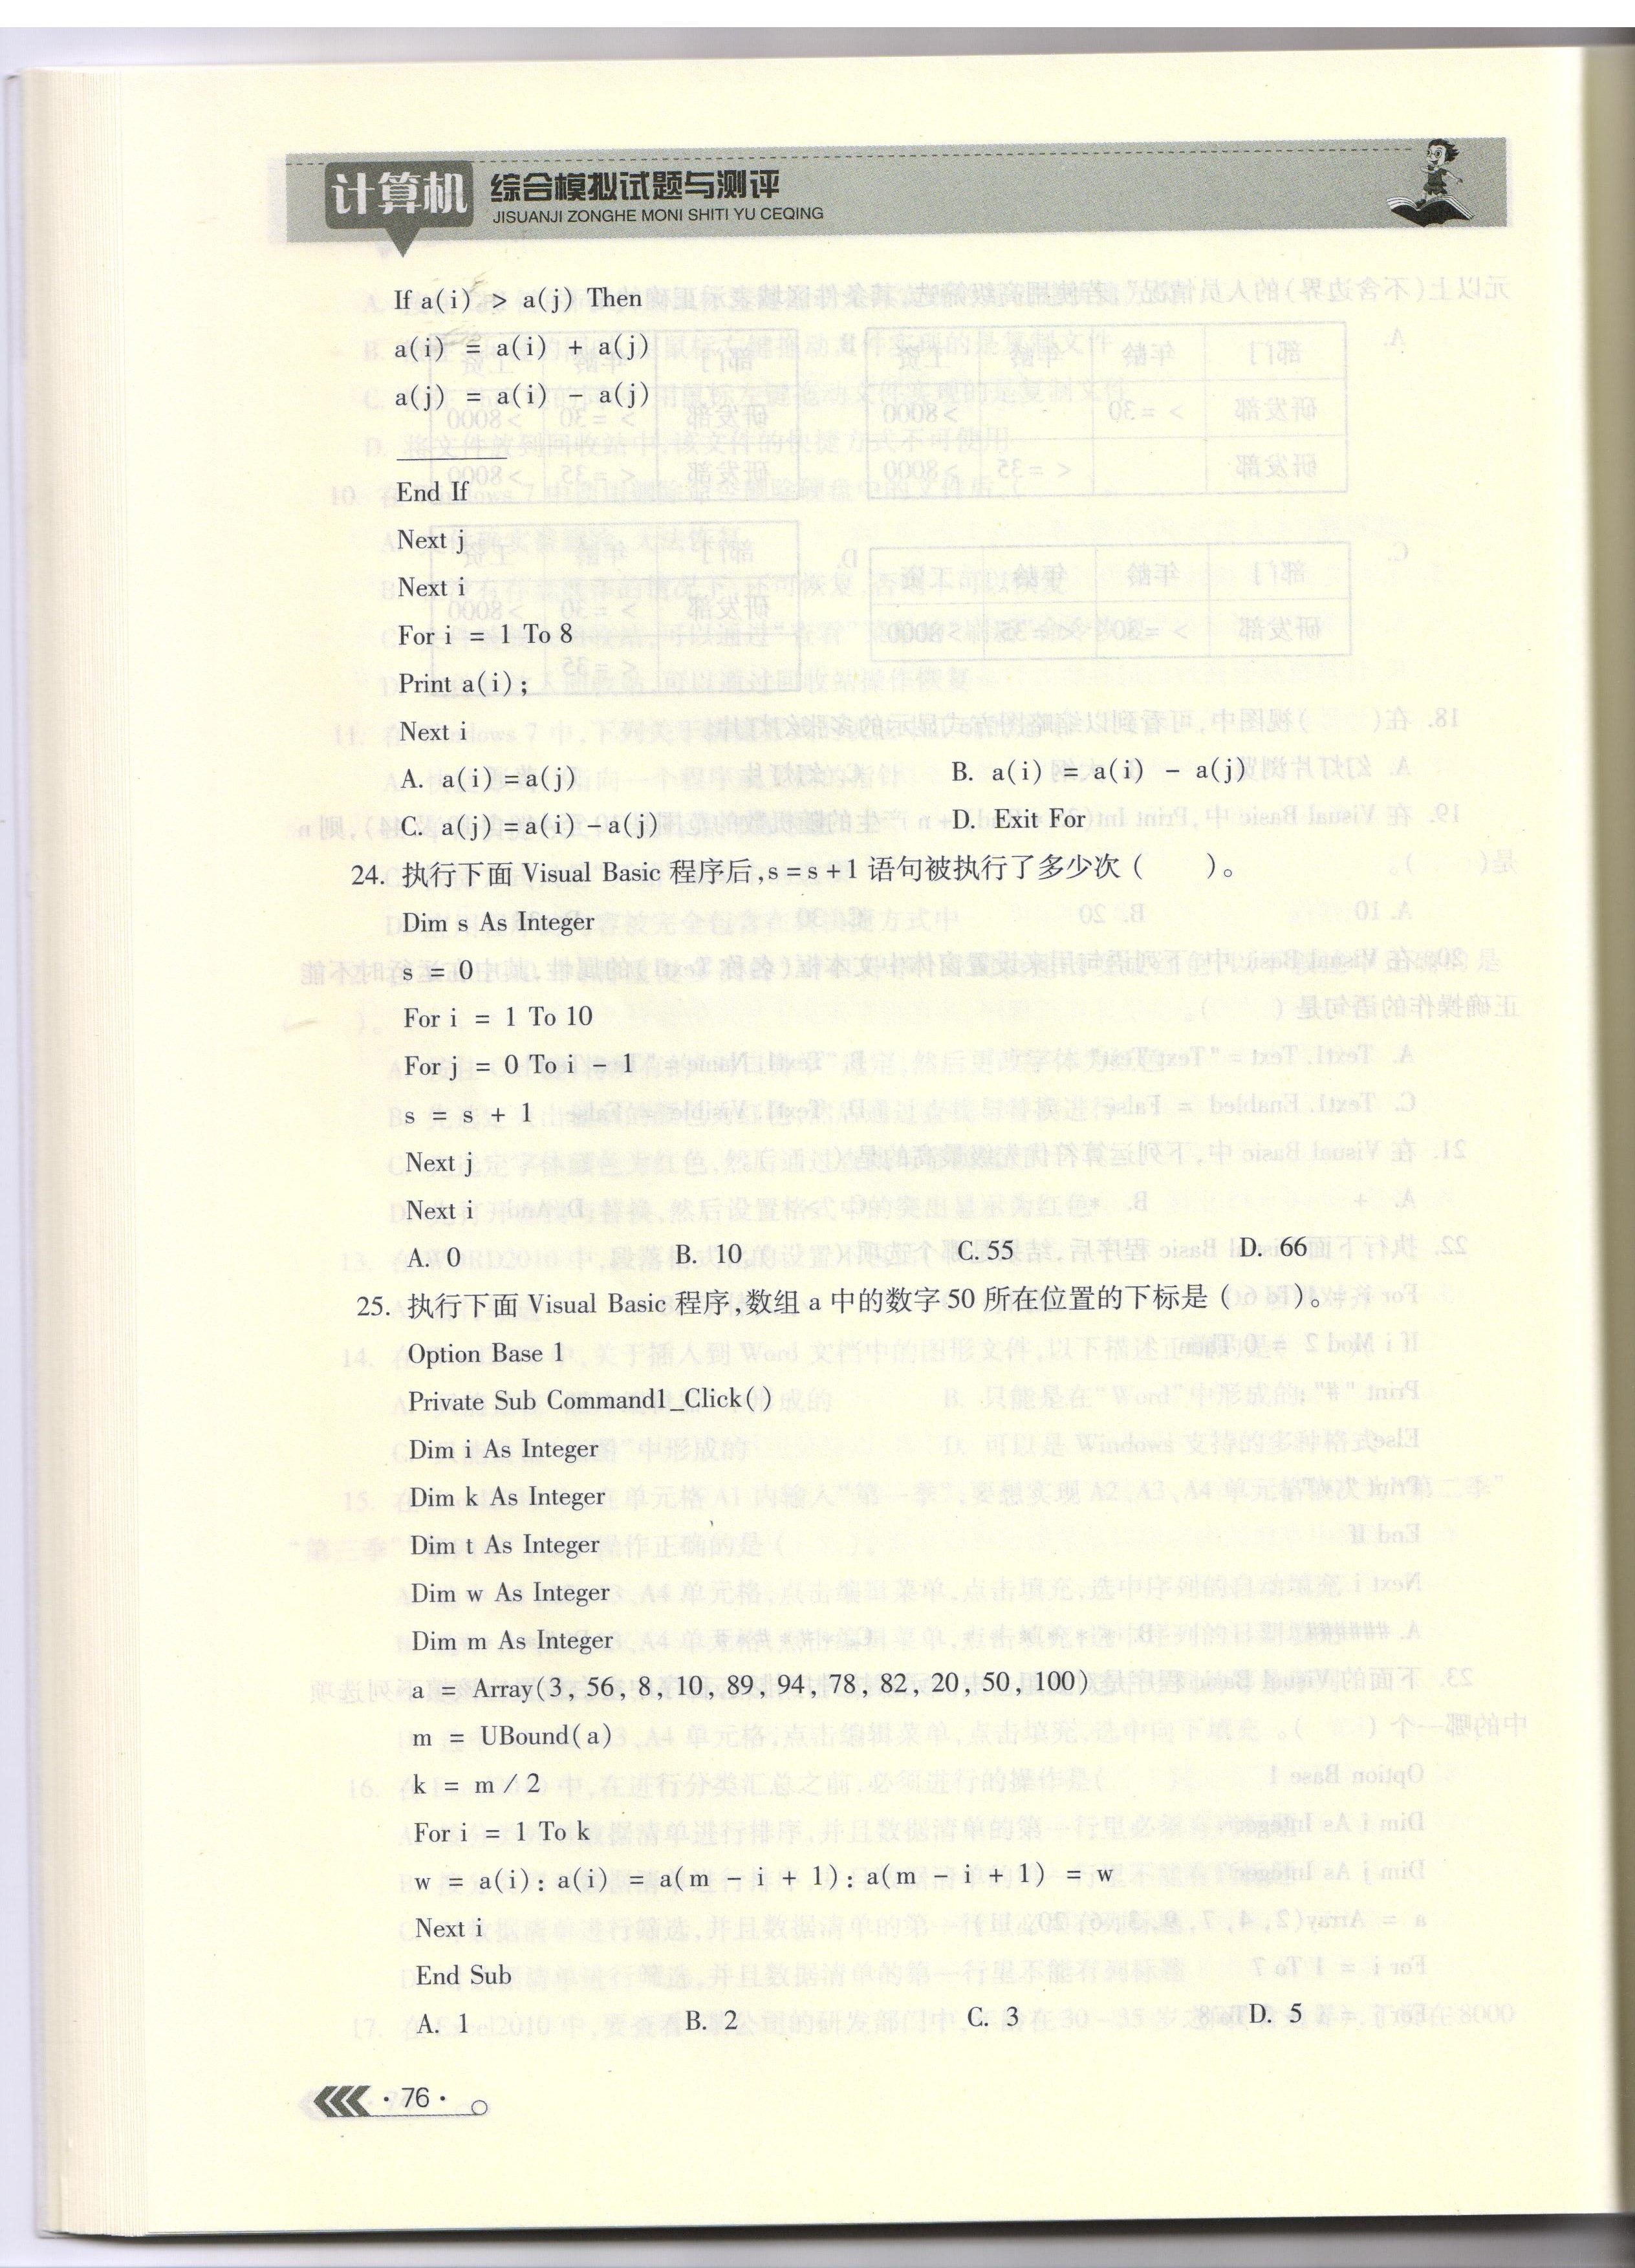 计算机 综合模拟试题与测评
JISUANJI ZONGHE MONI SHITI YU CEQING
If a(i) > a(j) Then
a(i) = a(i) + a(j)
a(j) = a(i) - a(j)
________
End If
Next j
Next i
For i = 1 To 8
Print a(i);
Next i
A. a(i)=a(j) B. a(i) = a(i) - a(j)
C. a(j)=a(i)-a(j) D. Exit For
24. 执行下面 Visual Basic 程序后,s=s+1 语句被执行了多少次( )。
Dim s As Integer
s = 0
For i = 1 To 10
For j = 0 To i - 1
s = s + 1
Next j
Next i
A. 0 B. 10 C. 55 D. 66
25. 执行下面 Visual Basic 程序,数组 a 中的数字 50 所在位置的下标是( )。
Option Base 1
Private Sub Command1_Click()
Dim i As Integer
Dim k As Integer
Dim t As Integer
Dim w As Integer
Dim m As Integer
a = Array(3, 56, 8, 10, 89, 94, 78, 82, 20, 50, 100)
m = UBound(a)
k = m/2
For i = 1 To k
w = a(i): a(i) = a(m - i + 1): a(m - i + 1) = w
Next i
End Sub
A. 1 B. 2 C. 3 D. 5
·76·